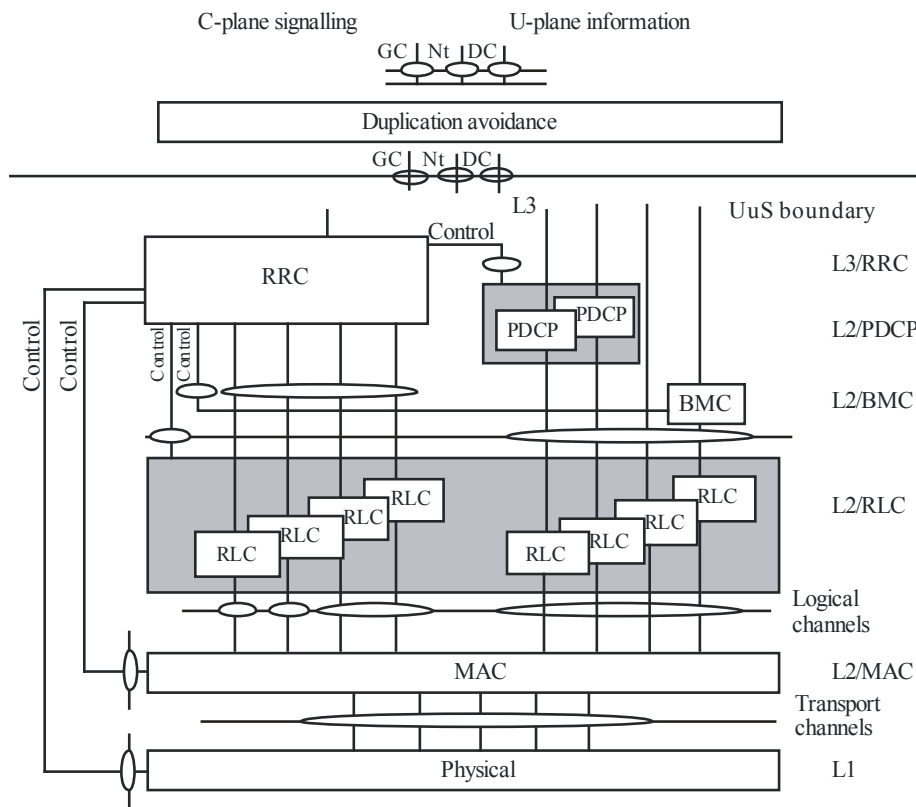 C-plane signalling U-plane information
GC Nt DC
Duplication avoidance
GC Nt DC
L3 UuS boundary
Control
RRC L3/RRC
PDCP
PDCP L2/PDCP
Control Control Control Control
BMC L2/BMC
RLC RLC
RLC RLC L2/RLC
RLC RLC
RLC RLC
Logical
channels
MAC L2/MAC
Transport
channels
Physical L1